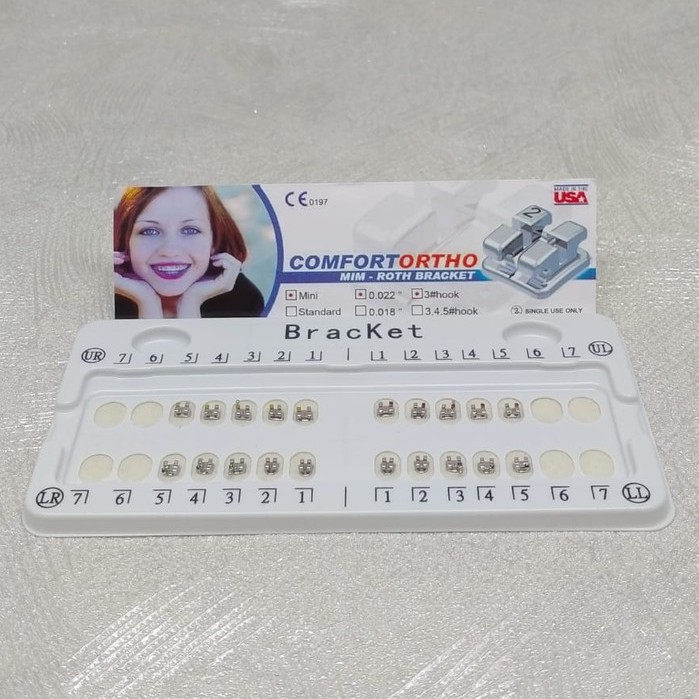 CE 0197
MADE IN THE
USA
2
COMFORTORTHO
MIM - ROTH BRACKET
Mini 0.022" 3#hook
Standard 0.018" 3.4.5#hook
2 SINGLE USE ONLY
BracKet
UR 7 6 5 4 3 2 1 | 1 2 3 4 5 6 7 UL
LR 7 6 5 4 3 2 1 | 1 2 3 4 5 6 7 LL